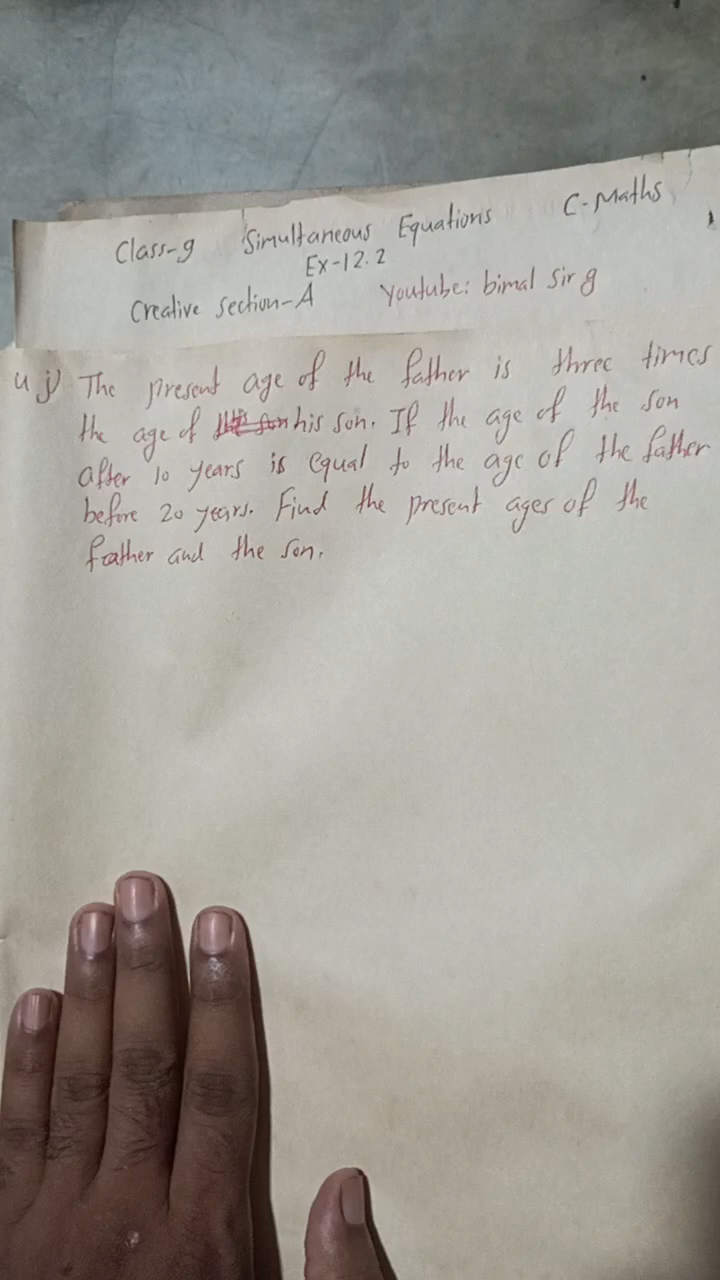 Class-9 Simultaneous Equations C-Maths
Ex-12.2
Creative section-A Youtube: bimal sir g
4 j) The present age of the father is three times
the age of his son. If the age of the son
after 10 years is equal to the age of the father
before 20 years. Find the present ages of the
father and the son.